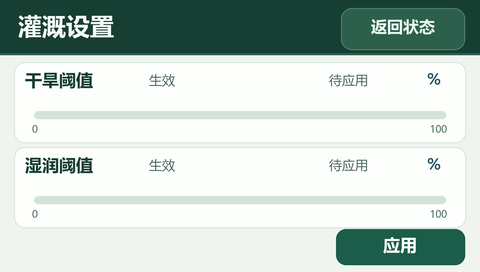 灌溉设置 返回状态
干旱阈值 生效 待应用 %
0 100
湿润阈值 生效 待应用 %
0 100
应用